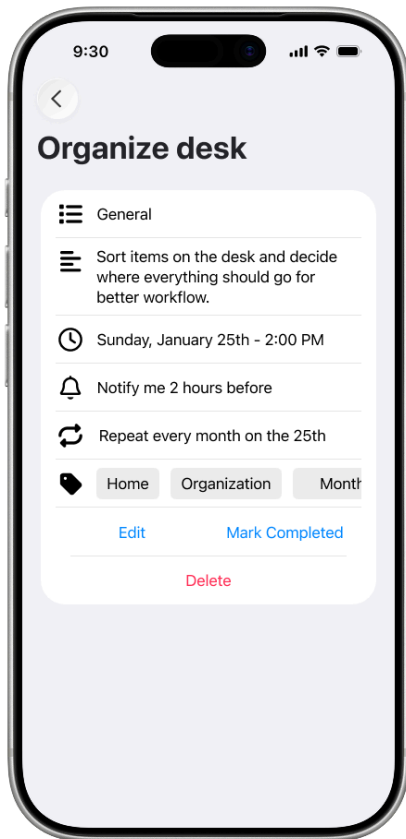 9:30
Organize desk
General
Sort items on the desk and decide
where everything should go for
better workflow.
Sunday, January 25th - 2:00 PM
Notify me 2 hours before
Repeat every month on the 25th
Home Organization Month
Edit Mark Completed
Delete